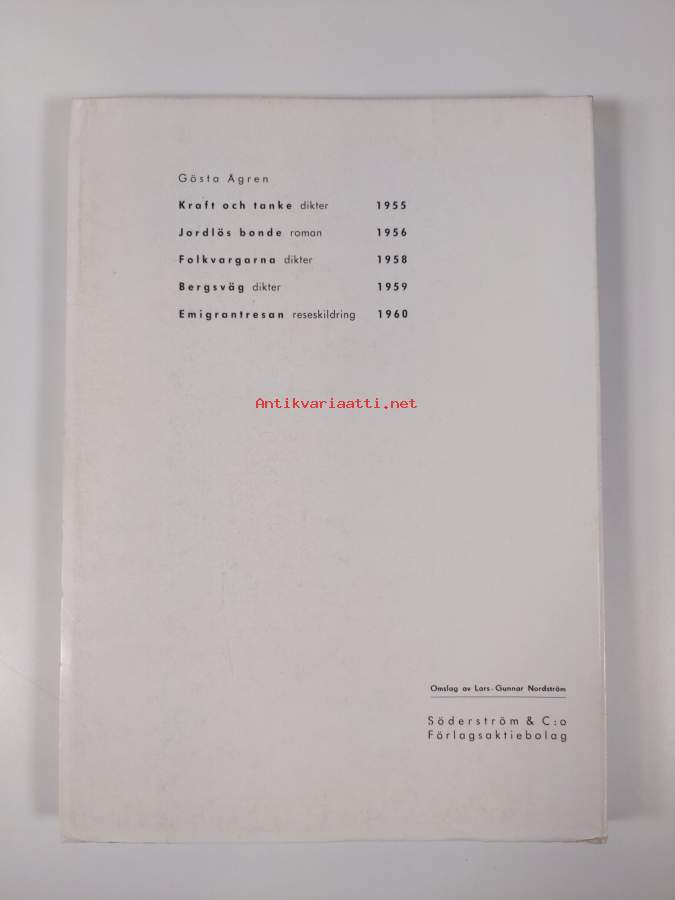 Gösta Ågren
Kraft och tanke dikter 1955
Jordlös bonde roman 1956
Folkvargarna dikter 1958
Bergsväg dikter 1959
Emigrantresan reseskildring 1960
Antikvariaatti.net
Omslag av Lars-Gunnar Nordström
Söderström & C:o
Förlagsaktiebolag